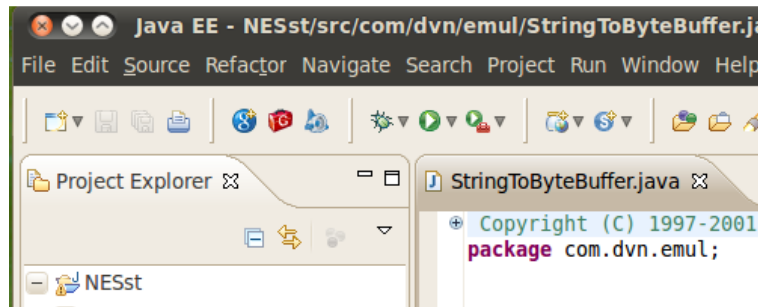 Java EE - NESst/src/com/dvn/emul/StringToByteBuffer.ja
File Edit Source Refactor Navigate Search Project Run Window Help
Project Explorer
StringToByteBuffer.java
Copyright (C) 1997-2001
package com.dvn.emul;
NESst